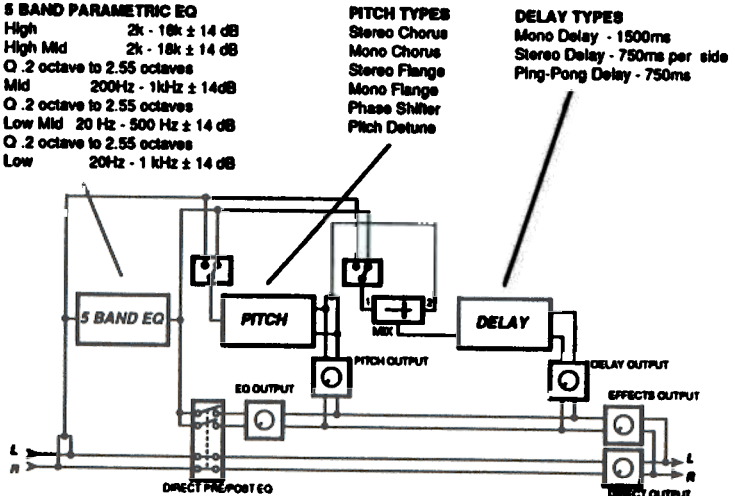 5 BAND PARAMETRIC EQ
High 2k - 18k ± 14 dB
High Mid 2k - 18k ± 14 dB
Q .2 octave to 2.55 octaves
Mid 200Hz - 1kHz ± 14dB
Q .2 octave to 2.55 octaves
Low Mid 20 Hz - 500 Hz ± 14 dB
Q .2 octave to 2.55 octaves
Low 20Hz - 1 kHz ± 14 dB
PITCH TYPES
Stereo Chorus
Mono Chorus
Stereo Flange
Mono Flange
Phase Shifter
Pitch Detune
DELAY TYPES
Mono Delay - 1500ms
Stereo Delay - 750ms per side
Ping-Pong Delay - 750ms
5 BAND EQ
PITCH
1
2
MIX
DELAY
PITCH OUTPUT
DELAY OUTPUT
EQ OUTPUT
EFFECTS OUTPUT
L
R
L
R
DIRECT PRE/POST EQ
DIRECT OUTPUT